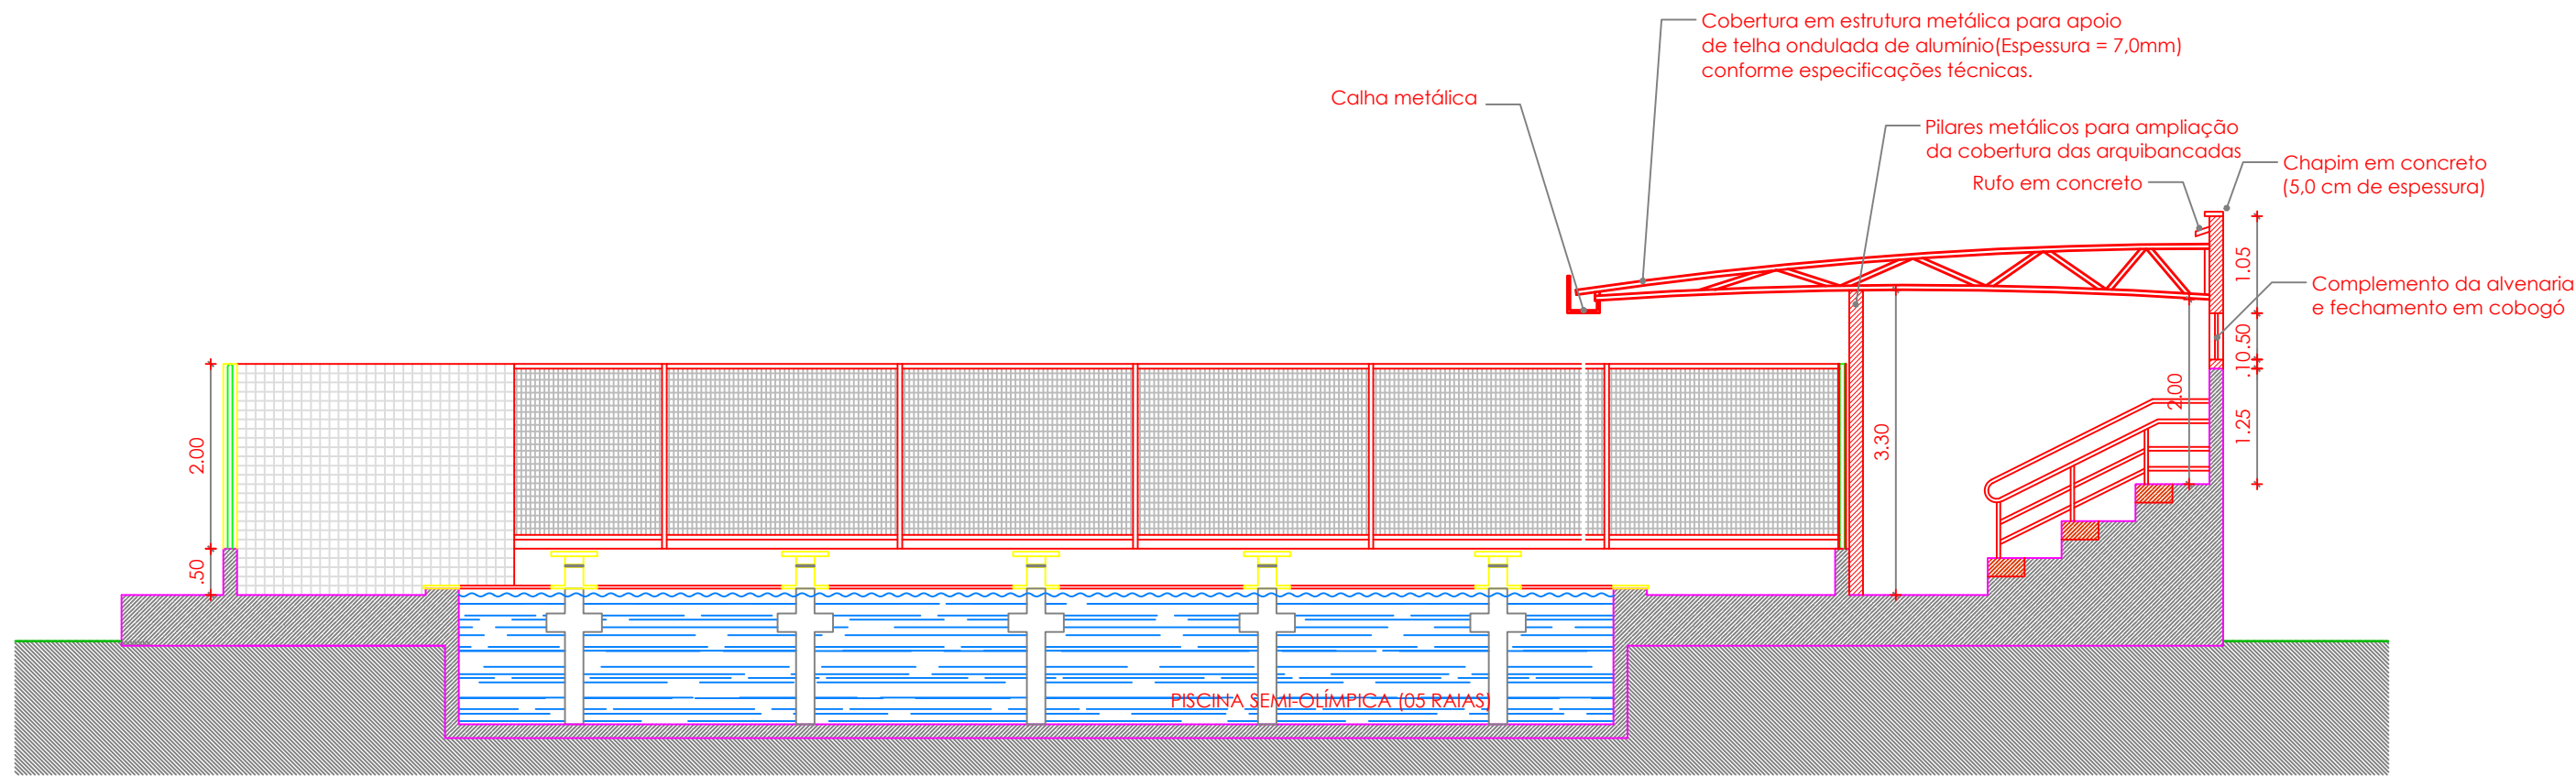 Cobertura em estrutura metálica para apoio
de telha ondulada de alumínio(Espessura = 7,0mm)
conforme especificações técnicas.
Calha metálica
Pilares metálicos para ampliação
da cobertura das arquibancadas
Chapim em concreto
(5,0 cm de espessura)
Rufo em concreto
1.05
Complemento da alvenaria
e fechamento em cobogó
.50
.10
2.00
1.25
3.30
2.00
.50
PISCINA SEMI-OLÍMPICA (05 RAIAS)